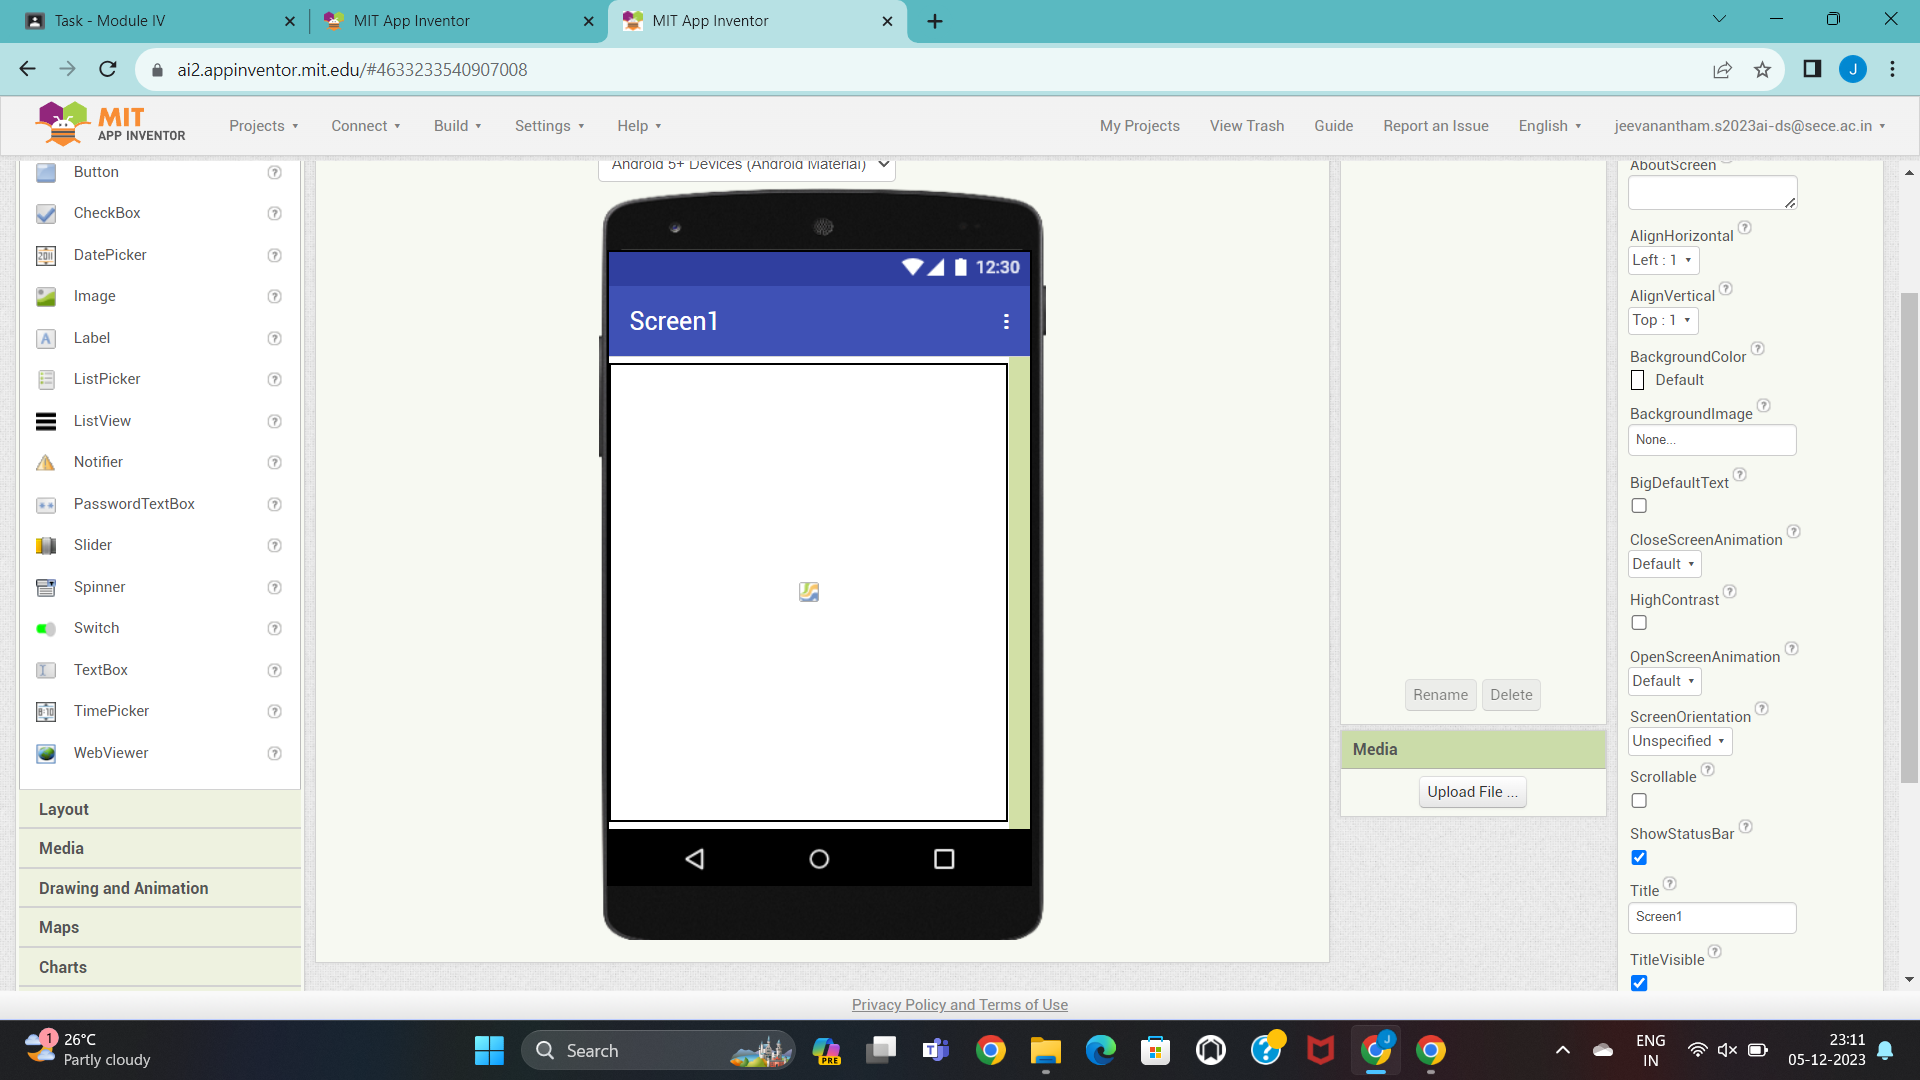 Task - Module IV
MIT App Inventor
MIT App Inventor
ai2.appinventor.mit.edu/#4633233540907008
J
MIT
APP INVENTOR
Projects
Connect
Build
Settings
Help
My Projects
View Trash
Guide
Report an Issue
English
jeevanantham.s2023ai-ds@sece.ac.in
Button
CheckBox
DatePicker
Image
Label
ListPicker
ListView
Notifier
PasswordTextBox
Slider
Spinner
Switch
TextBox
TimePicker
WebViewer
Layout
Media
Drawing and Animation
Maps
Charts
Android 5+ Devices (Android Material)
12:30
Screen1
Rename
Delete
Media
Upload File ...
AboutScreen
AlignHorizontal
Left : 1
AlignVertical
Top : 1
BackgroundColor
Default
BackgroundImage
None...
BigDefaultText
CloseScreenAnimation
Default
HighContrast
OpenScreenAnimation
Default
ScreenOrientation
Unspecified
Scrollable
ShowStatusBar
Title
Screen1
TitleVisible
Privacy Policy and Terms of Use
1
26°C
Partly cloudy
Search
PRE
J
ENG
IN
23:11
05-12-2023